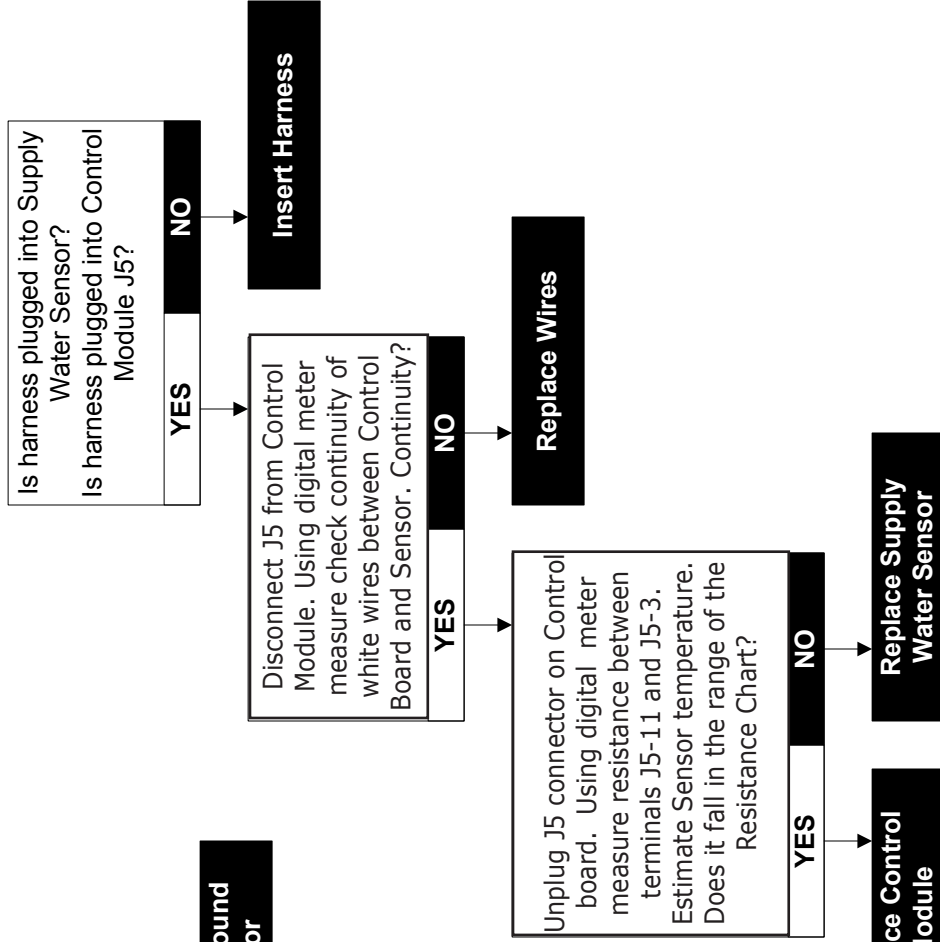 Is harness plugged into Supply
Water Sensor?
Is harness plugged into Control
Module J5?
YES
NO
Insert Harness
Disconnect J5 from Control
Module. Using digital meter
measure check continuity of
white wires between Control
Board and Sensor. Continuity?
YES
NO
Replace Wires
Unplug J5 connector on Control
board. Using digital meter
measure resistance between
terminals J5-11 and J5-3.
Estimate Sensor temperature.
Does it fall in the range of the
Resistance Chart?
YES
NO
Replace Supply
Water Sensor
Control